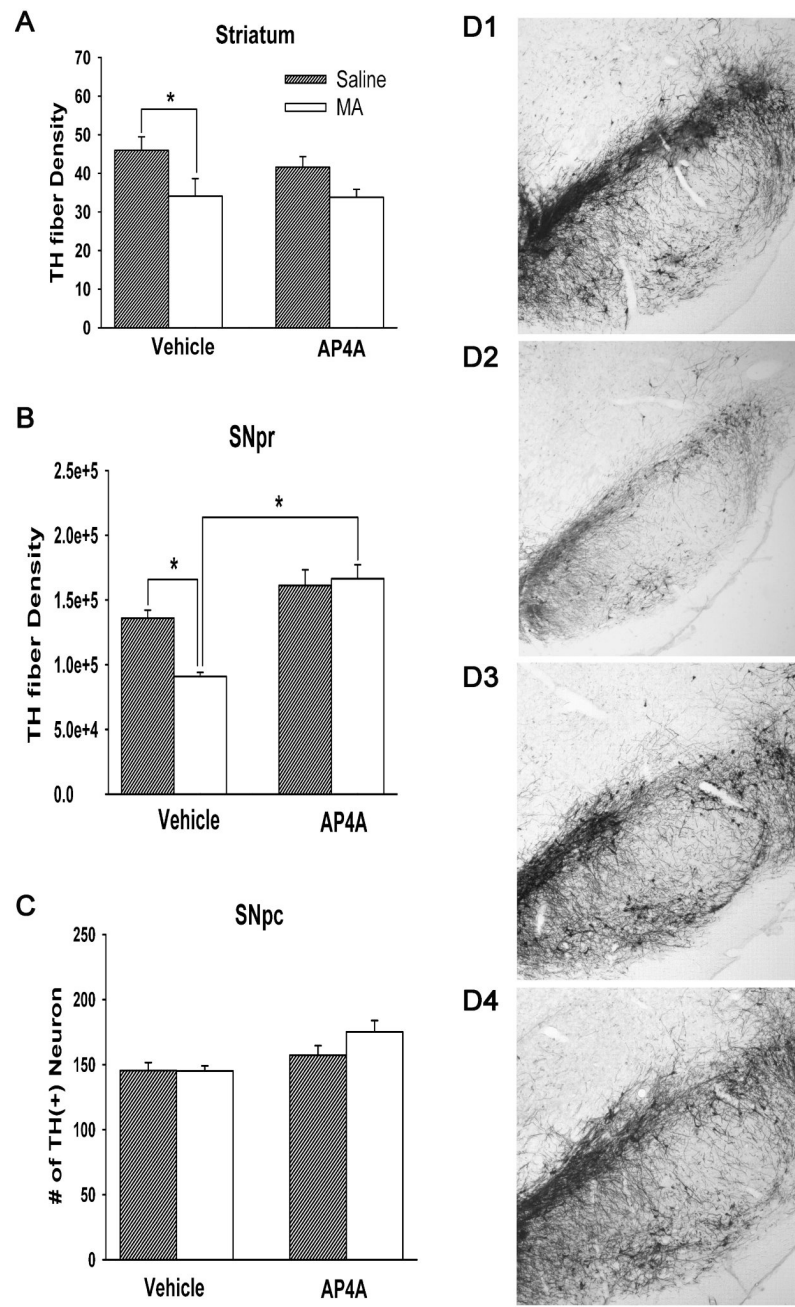 A
Striatum
TH fiber Density
70
60
50
40
30
20
10
0
*
Saline
MA
Vehicle
AP4A
B
SNpr
TH fiber Density
2.5e+5
2.0e+5
1.5e+5
1.0e+5
5.0e+4
0.0
*
*
Vehicle
AP4A
C
SNpc
# of TH(+) Neuron
250
200
150
100
50
0
Vehicle
AP4A
D1
D2
D3
D4